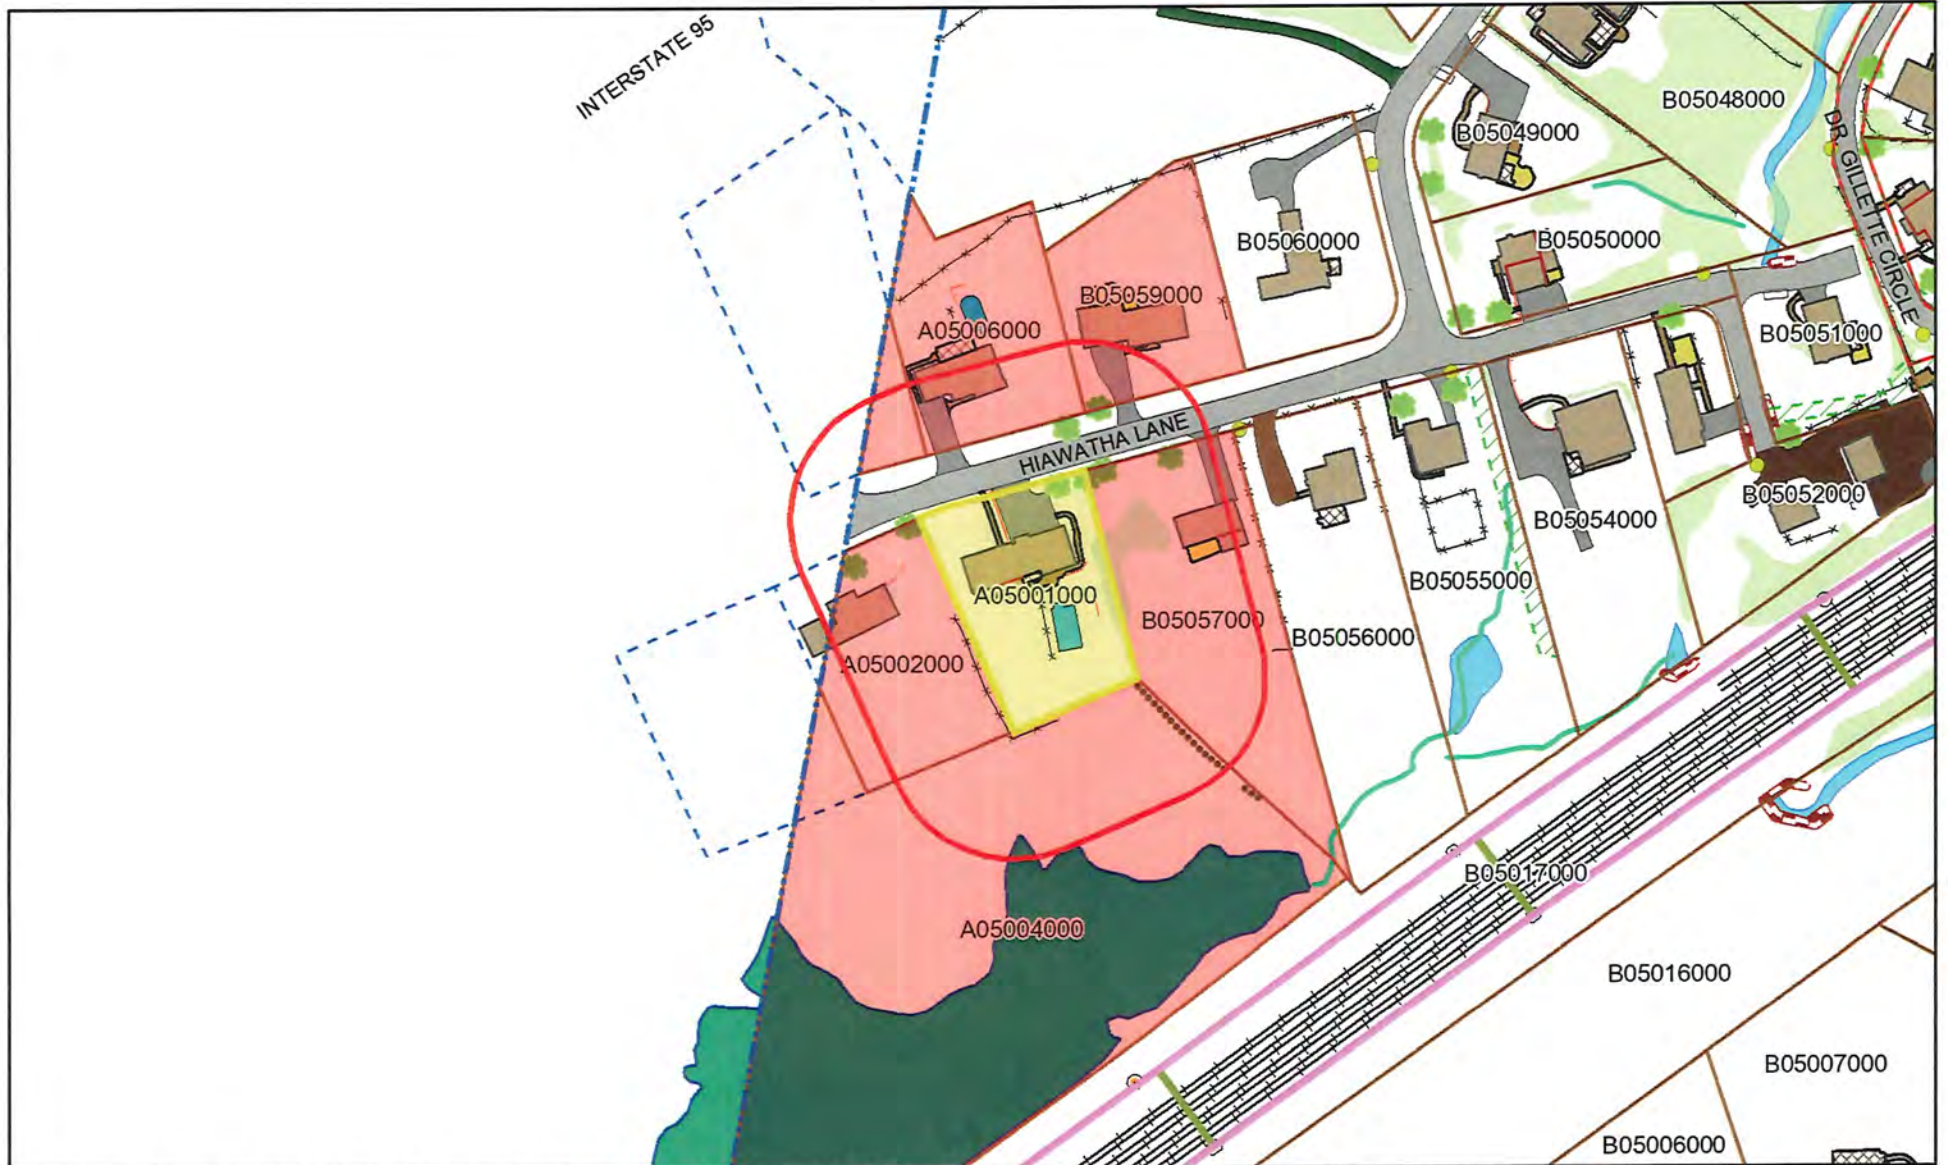 INTERSTATE 95
B05048000
B05049000
DR. GILLETTE CIRCLE
B05060000
B05050000
B05059000
A05006000
B05051000
HIAWATHA LANE
B05052000
B05054000
A05001000
B05055000
B05057000
B05056000
A05002000
B05017000
A05004000
B05016000
B05007000
B05006000